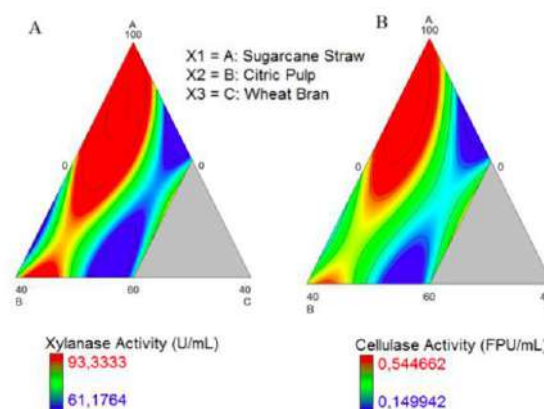 A
B
A
100
A
100
X1 = A: Sugarcane Straw
X2 = B: Citric Pulp
X3 = C: Wheat Bran
0
0
0
0
40
60
40
40
60
4
B
C
B
Xylanase Activity (U/mL)
Cellulase Activity (FPU/mL)
93,3333
0,544662
61,1764
0,149942